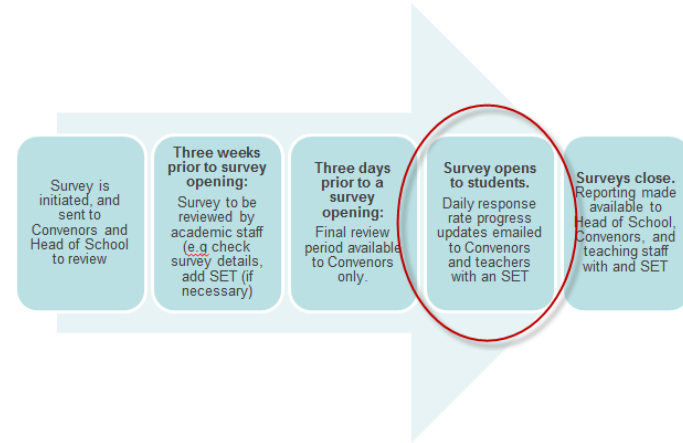 Survey is
initiated, and
sent to
Convenors and
Head of School
to review
Three weeks
prior to survey
opening:
Survey to be
reviewed by
academic staff
(e.g check
survey details,
add SET (if
necessary)
Three days
prior to a
survey
opening:
Final review
period available
to Convenors
only.
Survey opens
to students.
Daily response
rate progress
updates emailed
to Convenors
and teachers
with an SET
Surveys close.
Reporting made
available to
Head of School,
Convenors, and
teaching staff
with and SET